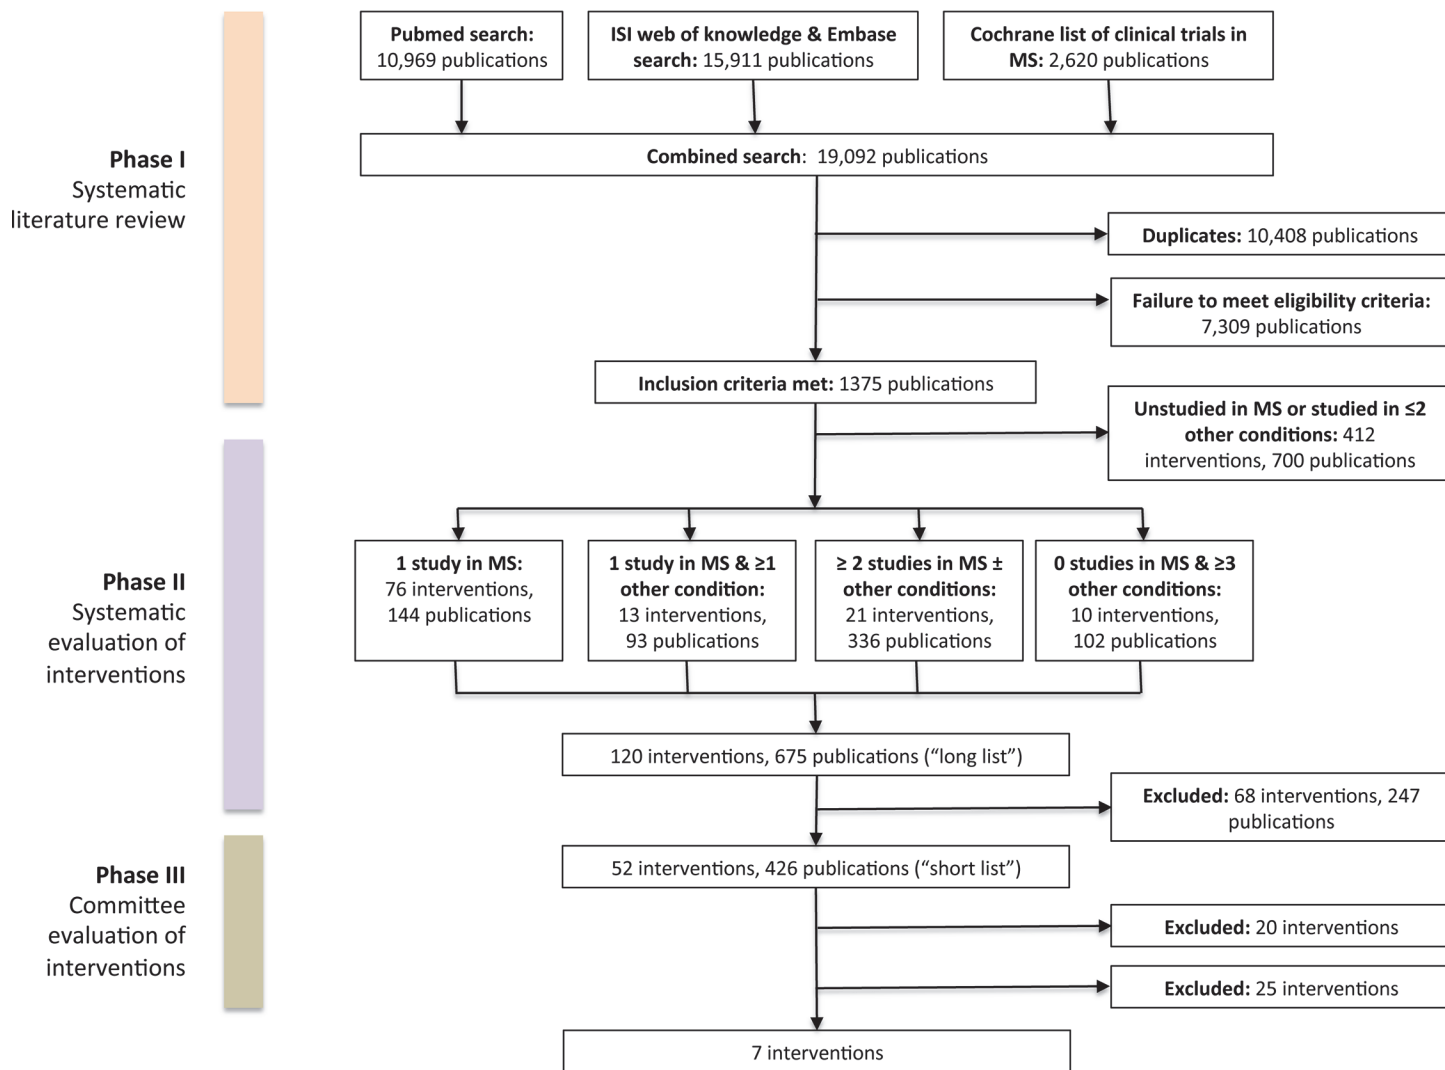 Pubmed search:
10,969 publications
ISI web of knowledge & Embase
search: 15,911 publications
Cochrane list of clinical trials in
MS: 2,620 publications
Phase I
Systematic
literature review
Combined search:  19,092 publications
Duplicates: 10,408 publications
Failure to meet eligibility criteria:
7,309 publications
Inclusion criteria met: 1375 publications
Unstudied in MS or studied in ≤2
other conditions: 412
interventions, 700 publications
Phase II
Systematic
evaluation of
interventions
1 study in MS:
76 interventions,
144 publications
1 study in MS & ≥1
other condition:
13 interventions,
93 publications
≥ 2 studies in MS ±
other conditions:
21 interventions,
336 publications
0 studies in MS & ≥3
other conditions:
10 interventions,
102 publications
120 interventions, 675 publications (“long list”)
Excluded: 68 interventions, 247
publications
Phase III
Committee
evaluation of
interventions
52 interventions, 426 publications (“short list”)
Excluded: 20 interventions
Excluded: 25 interventions
7 interventions